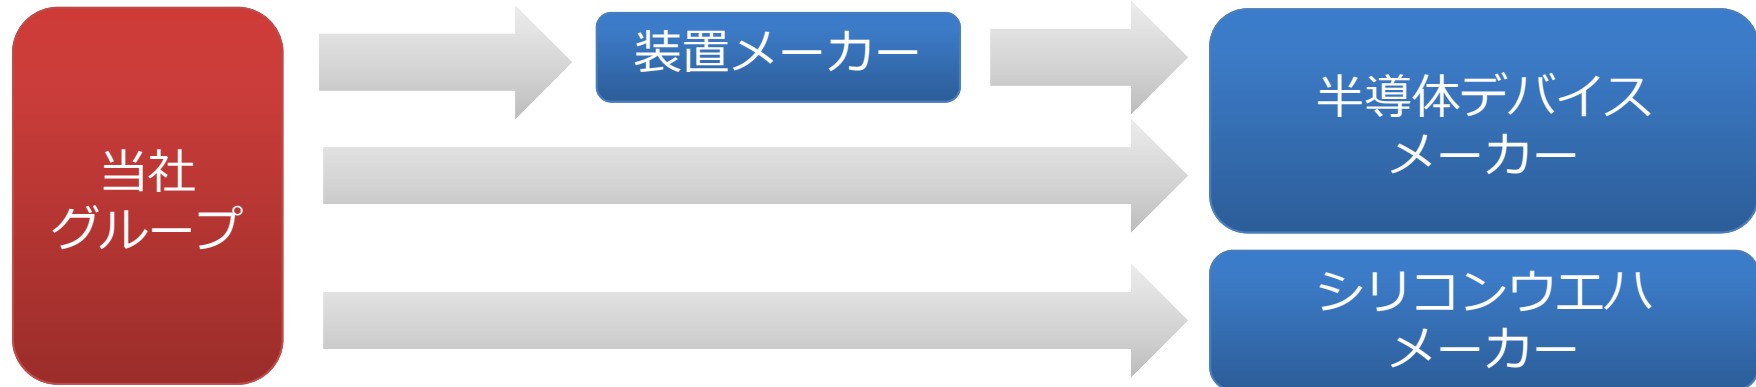 当社
グループ
装置メーカー
半導体デバイス
メーカー
シリコンウエハ
メーカー